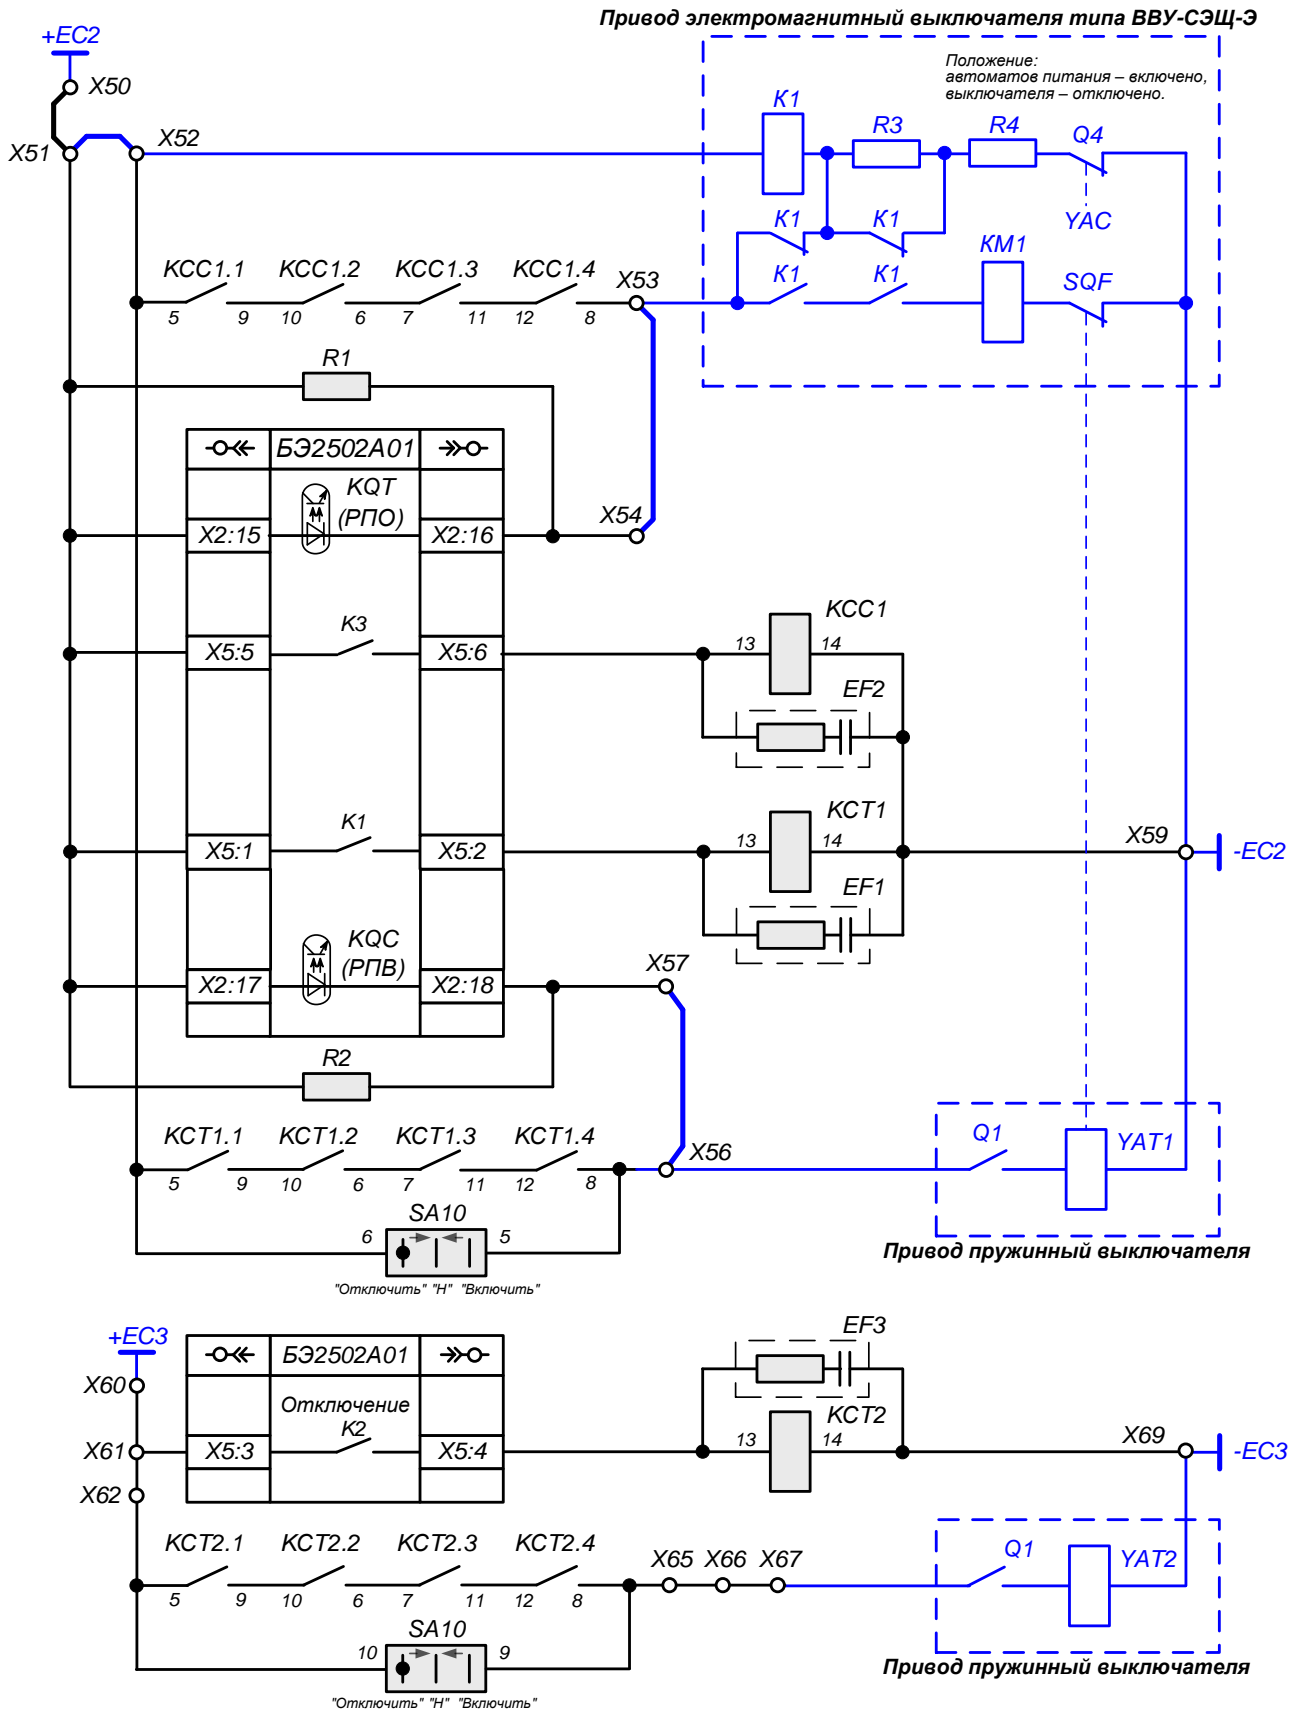 Привод электромагнитный выключателя типа ВВУ-СЭЩ-Э
+EC2
Положение:
автоматов питания – включено,
выключателя – отключено.
X50
X51
X52
K1
R3
R4
Q4
YAC
K1
K1
KM1
KCC1.1
KCC1.2
KCC1.3
KCC1.4
X53
K1
K1
SQF
5
9
10
6
7
11
12
8
R1
БЭ2502А01
KQT
(РПО)
X2:15
X2:16
X54
KCC1
K3
X5:5
X5:6
13
14
EF2
KCT1
K1
X5:1
X5:2
13
14
X59
-EC2
EF1
KQC
(РПВ)
X57
X2:17
X2:18
R2
KCT1.1
KCT1.2
KCT1.3
KCT1.4
X56
Q1
YAT1
5
9
10
6
7
11
12
8
SA10
6
5
"Отключить" "Н" "Включить"
Привод пружинный выключателя
+EC3
БЭ2502А01
EF3
X60
Отключение
K2
KCT2
X61
X5:3
X5:4
13
14
X69
-EC3
X62
KCT2.1
KCT2.2
KCT2.3
KCT2.4
X65
X66
X67
Q1
YAT2
5
9
10
6
7
11
12
8
SA10
10
9
"Отключить" "Н" "Включить"
Привод пружинный выключателя